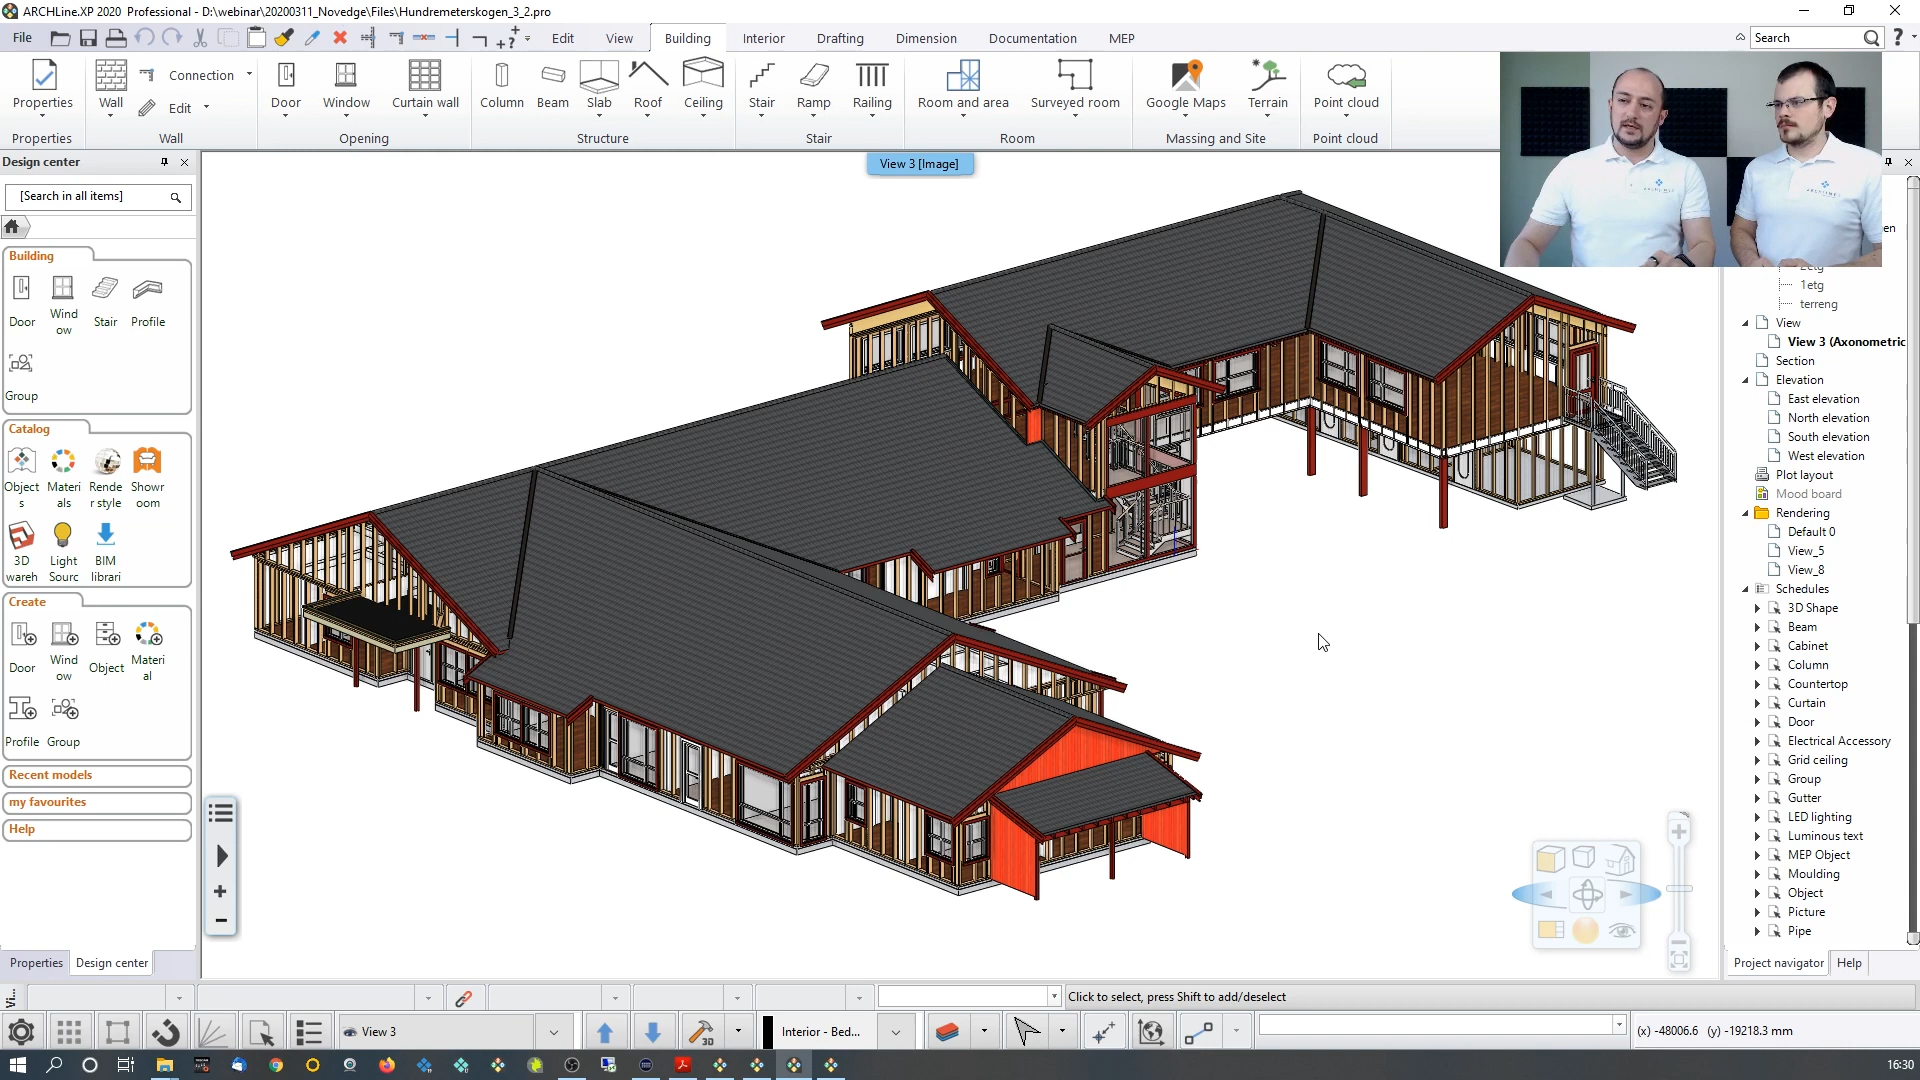 ARCHLine.XP 2020 Professional - D:\webinar\20200311_Novedge\Files\Hundremeterskogen_3_2.pro
File
Edit View Building Interior Drafting Dimension Documentation MEP
Search
Properties
Wall
Connection
Edit
Door Window Curtain wall
Column Beam Slab Roof Ceiling
Stair Ramp Railing
Room and area Surveyed room
Google Maps Terrain
Point cloud
Properties Wall Opening Structure Stair Room Massing and Site Point cloud
Design center
View 3 [Image]
[Search in all items]
Building
Door
Wind
ow
Stair
Profile
Group
Catalog
Object
s
Materi
als
Rende
r style
Showr
oom
3D
wareh
Light
Sourc
BIM
librari
Create
Door
Wind
ow
Object
Materi
al
Profile
Group
Recent models
my favourites
Help
Properties
Design center
en
1etg
terreng
View
View 3 (Axonometric
Section
Elevation
East elevation
North elevation
South elevation
West elevation
Plot layout
Mood board
Rendering
Default 0
View_5
View_8
Schedules
3D Shape
Beam
Cabinet
Column
Countertop
Curtain
Door
Electrical Accessory
Grid ceiling
Group
Gutter
LED lighting
Luminous text
MEP Object
Moulding
Object
Picture
Pipe
Project navigator
Help
Vi...
Click to select, press Shift to add/deselect
View 3
3D
Interior - Bed...
(x) -48006.6 (y) -19218.3 mm
16:30